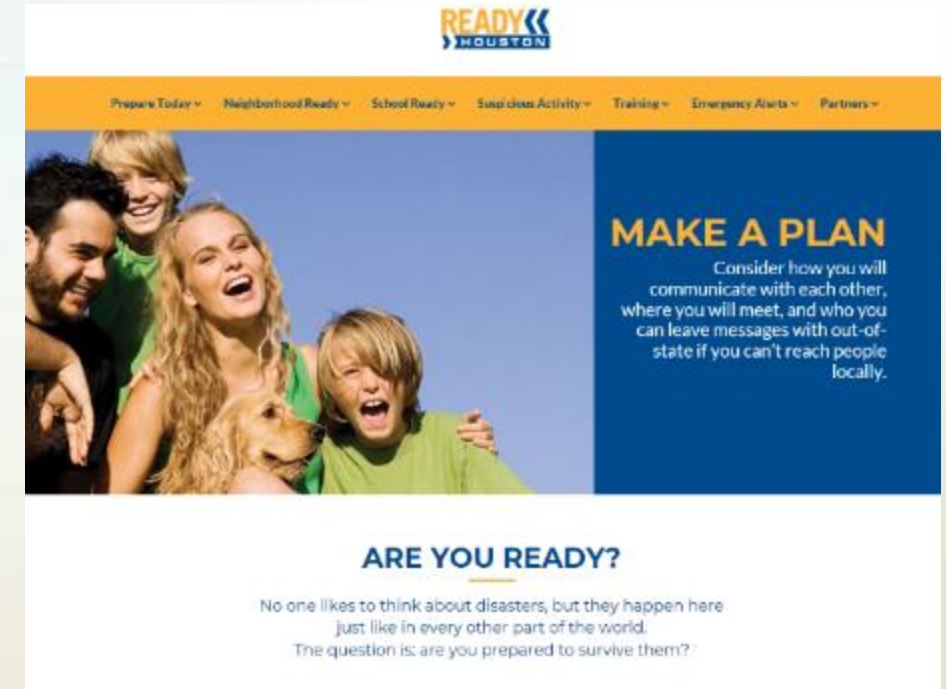 READY
HOUSTON
Prepare Today Neighborhood Ready School Ready Suspicious Activity Training Emergency Alerts Partners
MAKE A PLAN
Consider how you will
communicate with each other,
where you will meet, and who you
can leave messages with out-of-
state if you can't reach people
locally.
ARE YOU READY?
No one likes to think about disasters, but they happen here
just like in every other part of the world.
The question is: are you prepared to survive them?